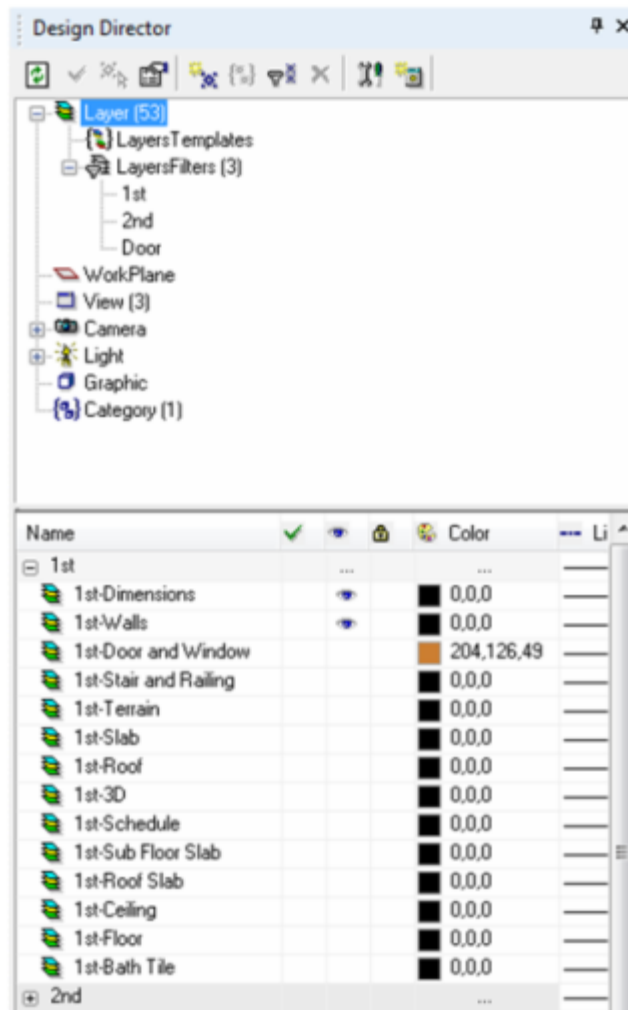 Design Director
Layer (53)
LayersTemplates
LayersFilters (3)
1st
2nd
Door
WorkPlane
View (3)
Camera
Light
Graphic
Category (1)
Name Color Li
1st ... ...
1st-Dimensions 0,0,0
1st-Walls 0,0,0
1st-Door and Window 204,126,49
1st-Stair and Railing 0,0,0
1st-Terrain 0,0,0
1st-Slab 0,0,0
1st-Roof 0,0,0
1st-3D 0,0,0
1st-Schedule 0,0,0
1st-Sub Floor Slab 0,0,0
1st-Roof Slab 0,0,0
1st-Ceiling 0,0,0
1st-Floor 0,0,0
1st-Bath Tile 0,0,0
2nd ...